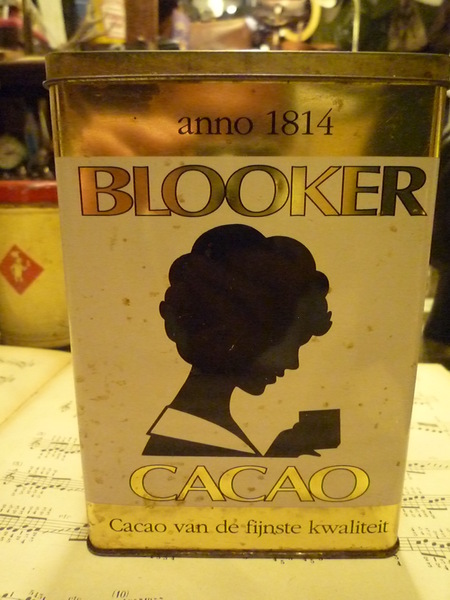 anno 1814
BLOOKER
CACAO
Cacao van de fijnste kwaliteit